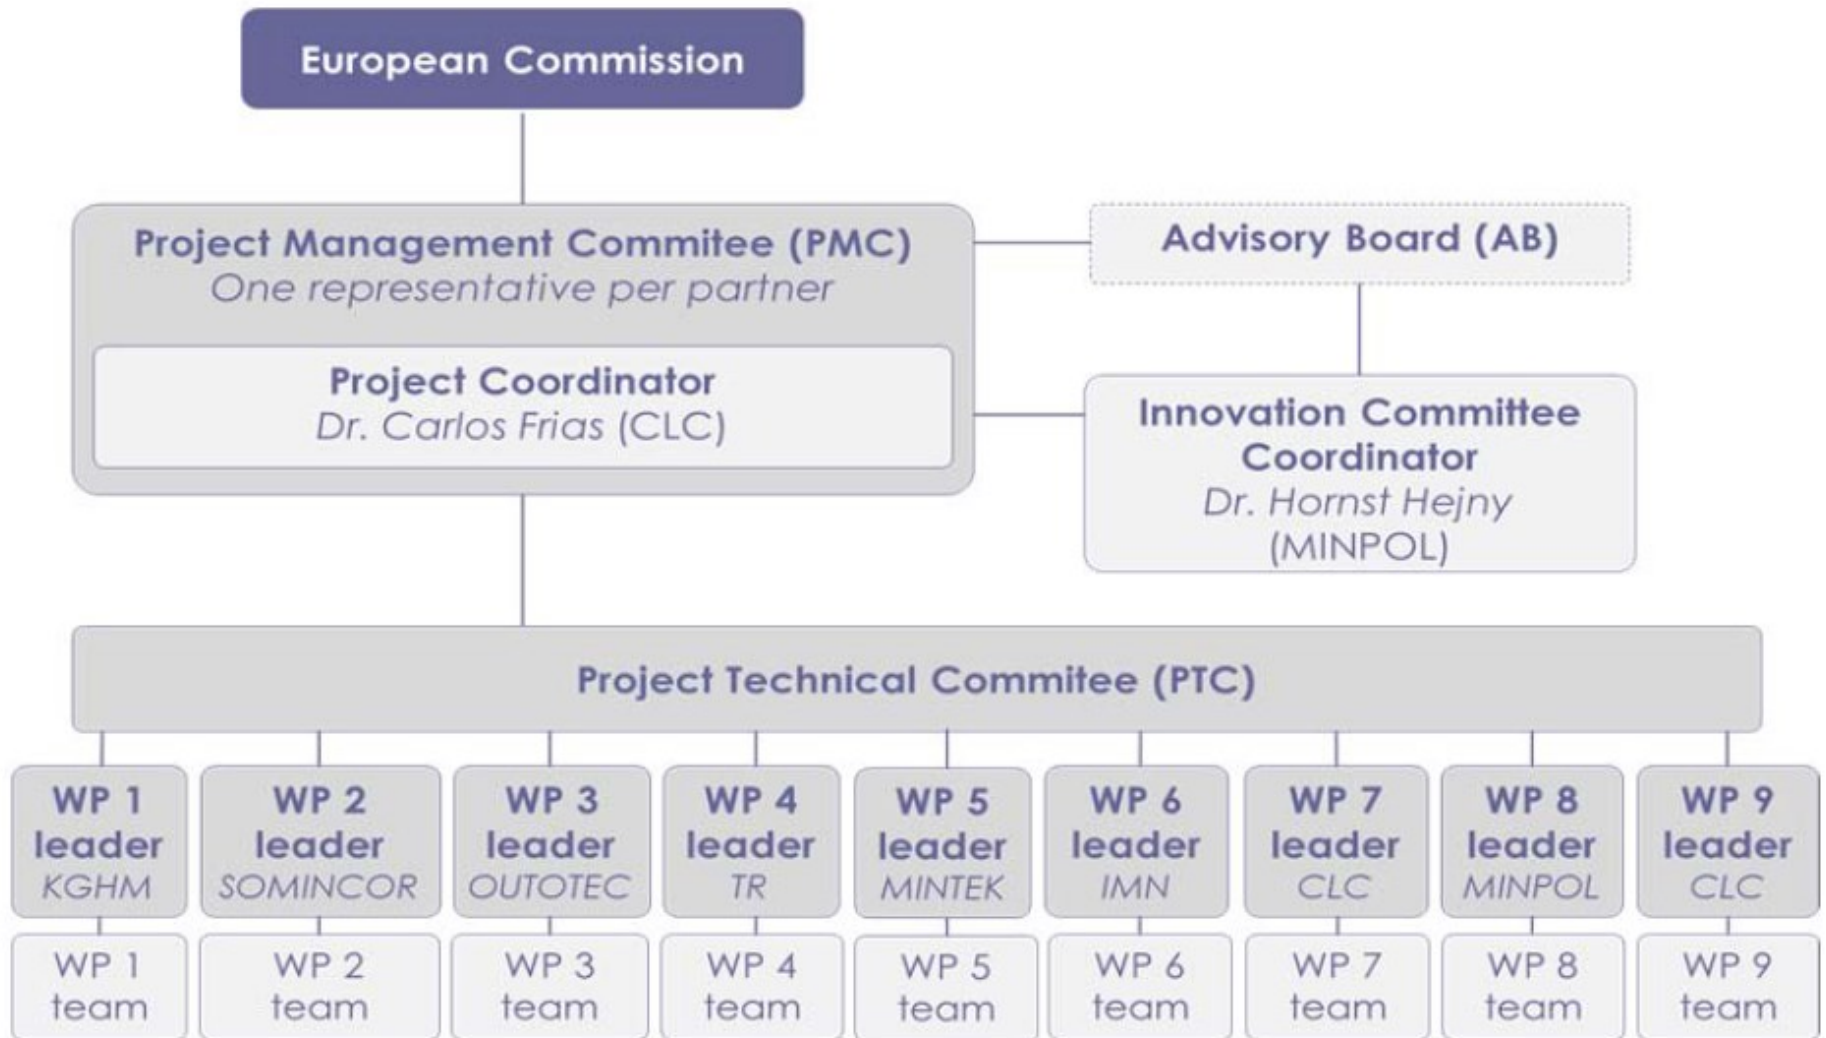 European Commission
Project Management Commitee (PMC)
One representative per partner
Advisory Board (AB)
Project Coordinator
Dr. Carlos Frias (CLC)
Innovation Committee
Coordinator
Dr. Hornst Hejny
(MINPOL)
Project Technical Commitee (PTC)
WP 1
leader
KGHM
WP 2
leader
SOMINCOR
WP 3
leader
OUTOTEC
WP 4
leader
TR
WP 5
leader
MINTEK
WP 6
leader
IMN
WP 7
leader
CLC
WP 8
leader
MINPOL
WP 9
leader
CLC
WP 1
team
WP 2
team
WP 3
team
WP 4
team
WP 5
team
WP 6
team
WP 7
team
WP 8
team
WP 9
team